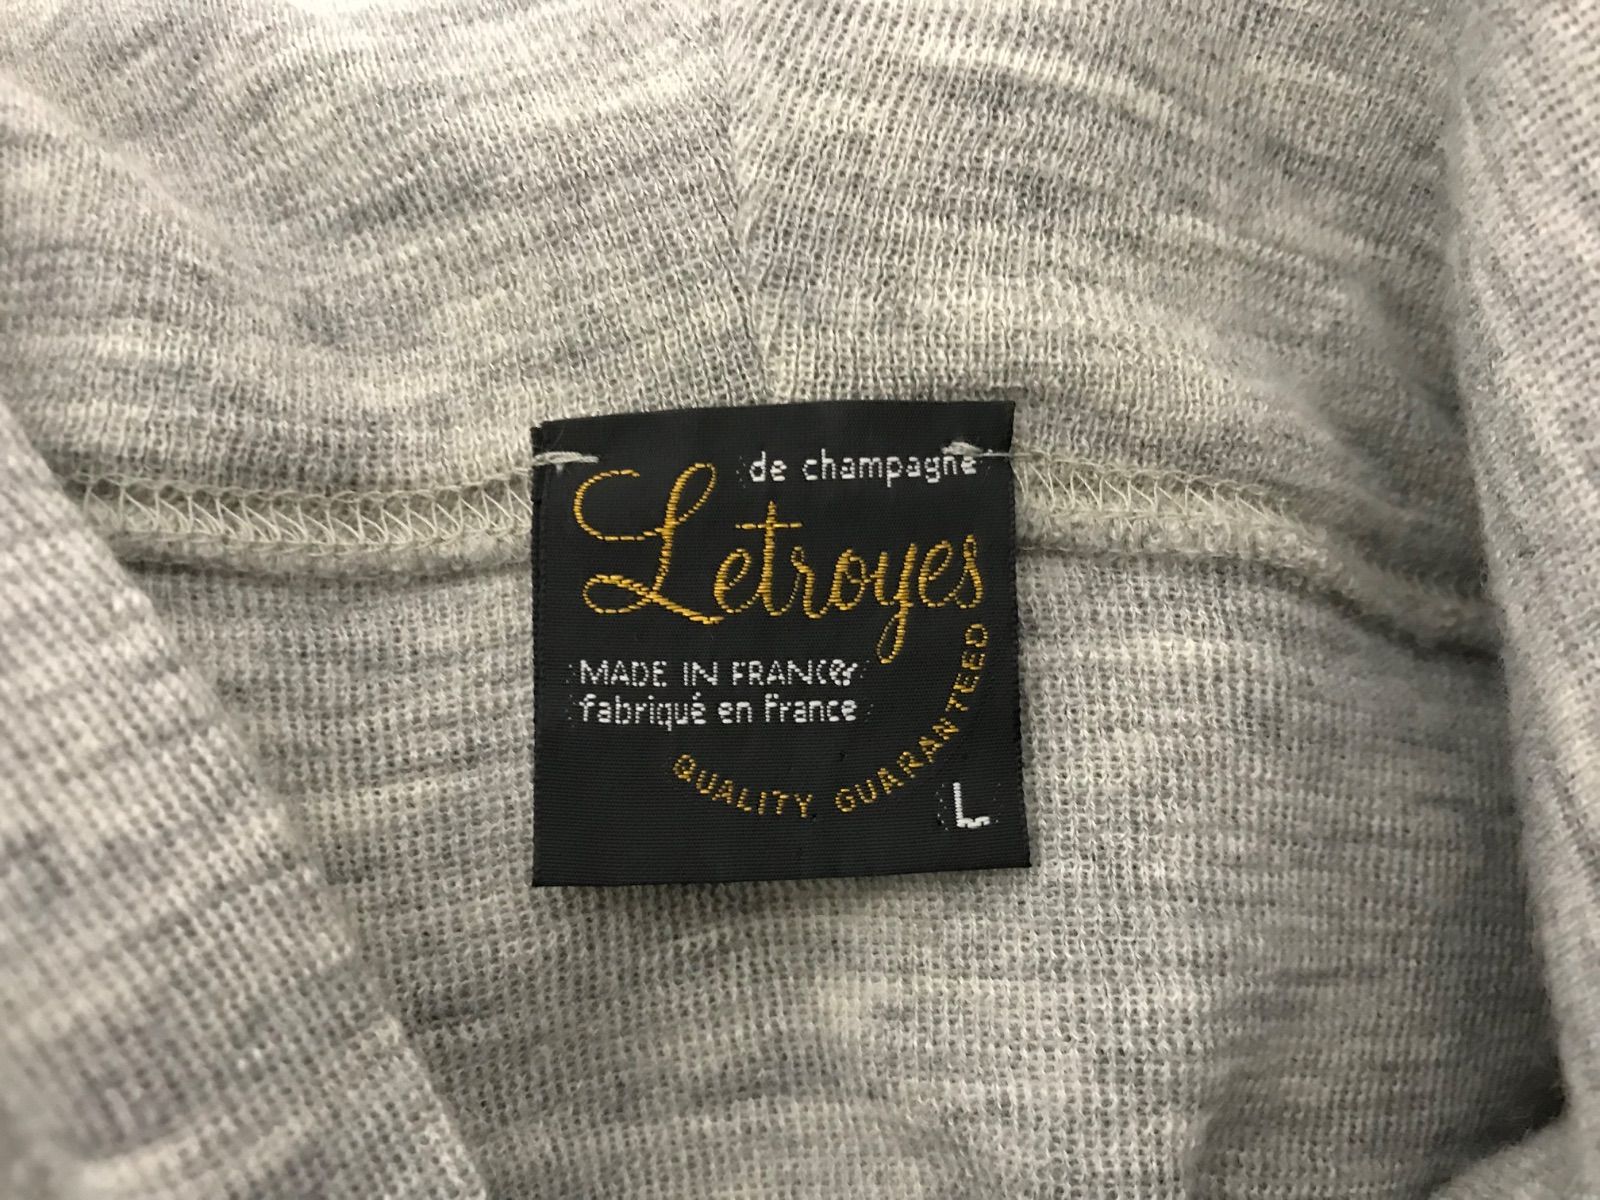 de champagne
Letroyes
MADE IN FRANCE
fabriqué en France
QUALITY GUARANTEED
L